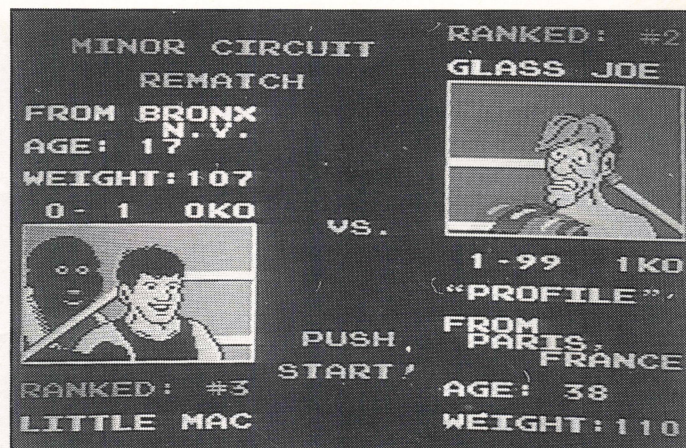 MINOR CIRCUIT
REMATCH
FROM BRONX
N.Y.
AGE: 17
WEIGHT:107
0- 1 0KO
RANKED: #3
LITTLE MAC
VS.
PUSH
START!
RANKED: #2
GLASS JOE
1-99 1KO
“PROFILE”
FROM
PARIS,
FRANCE
AGE: 38
WEIGHT:110